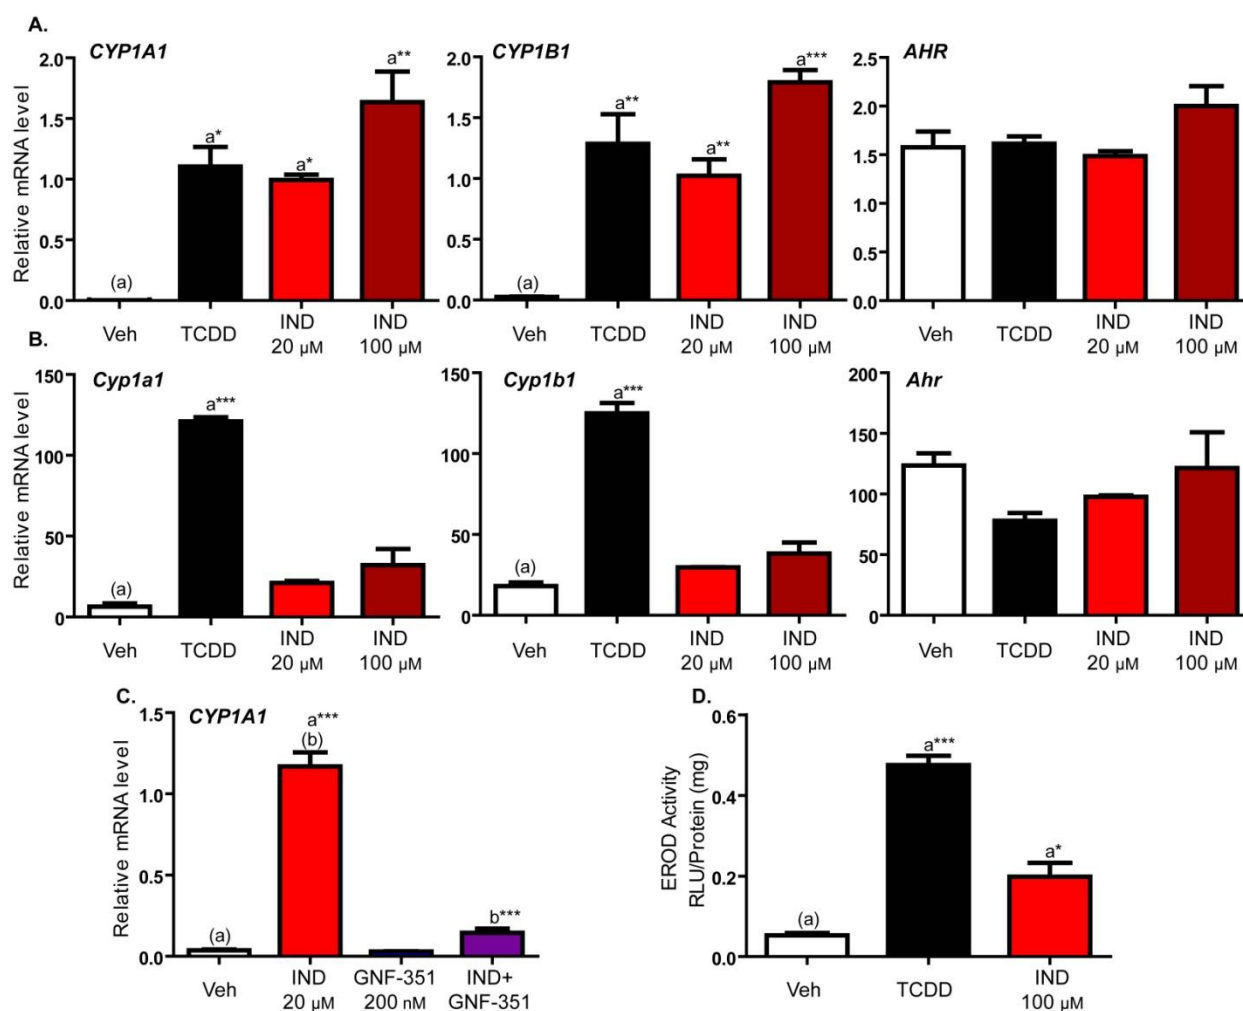 A.
CYP1A1
CYP1B1
AHR
Relative mRNA level
2.0
1.5
1.0
0.5
0.0
(a)
a*
a*
a**
Veh
TCDD
IND
20 µM
IND
100 µM
2.0
1.5
1.0
0.5
0.0
(a)
a**
a**
a***
Veh
TCDD
IND
20 µM
IND
100 µM
2.5
2.0
1.5
1.0
0.5
0.0
Veh
TCDD
IND
20 µM
IND
100 µM
B.
Cyp1a1
Cyp1b1
Ahr
Relative mRNA level
150
100
50
0
(a)
a***
Veh
TCDD
IND
20 µM
IND
100 µM
150
100
50
0
(a)
a***
Veh
TCDD
IND
20 µM
IND
100 µM
200
150
100
50
0
Veh
TCDD
IND
20 µM
IND
100 µM
C.
CYP1A1
Relative mRNA level
1.5
1.0
0.5
0.0
(a)
a***
(b)
b***
Veh
IND
20 µM
GNF-351
200 nM
IND+
GNF-351
D.
EROD Activity
RLU/Protein (mg)
0.6
0.4
0.2
0.0
(a)
a***
a*
Veh
TCDD
IND
100 µM